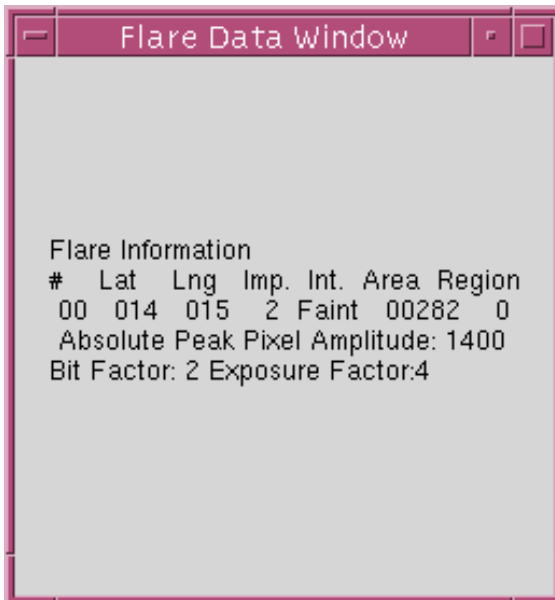 Flare Data Window
Flare Information
# Lat Lng Imp. Int. Area Region
00 014 015 2 Faint 00282 0
Absolute Peak Pixel Amplitude: 1400
Bit Factor: 2 Exposure Factor:4